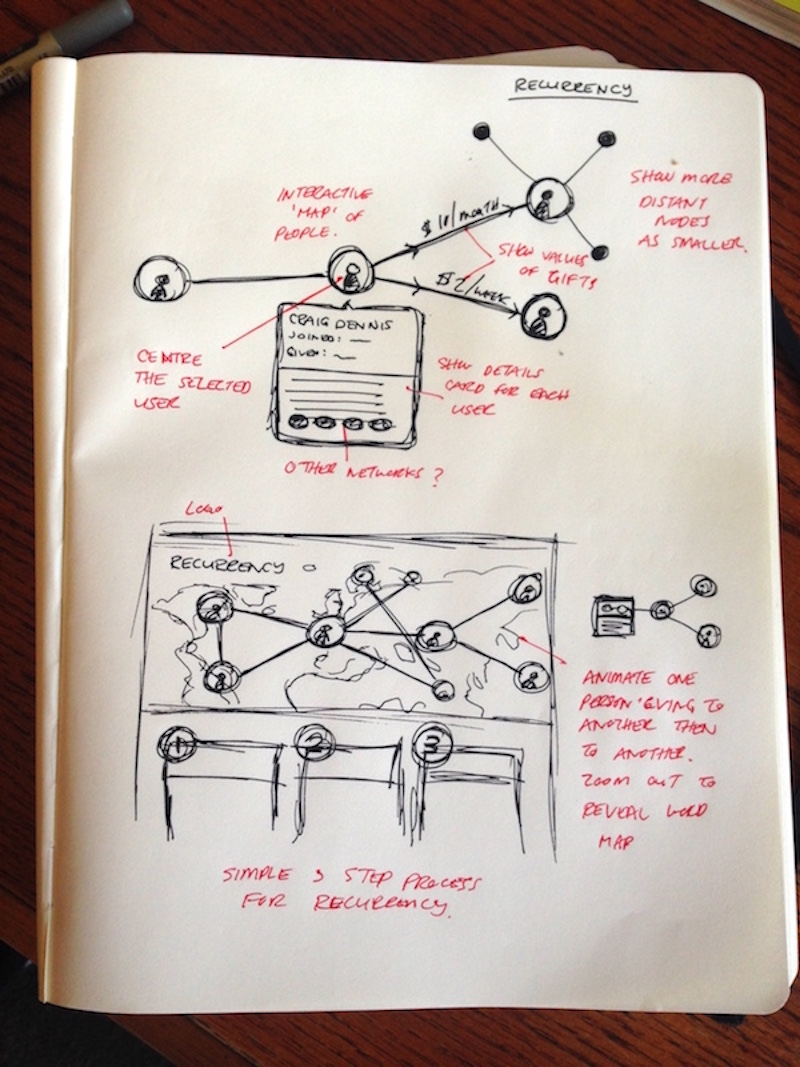 RECURRENCY
INTERACTIVE
'MAP' OF
PEOPLE.
$10/MONTH
SHOW MORE
DISTANT
NODES
AS SMALLER.
SHOW VALUES
OF GIFTS
$2/WEEK
CRAIG DENNIS
JOINED:
GIVEN:
CENTRE
THE SELECTED
USER
SHOW DETAILS
CARD FOR EACH
USER
OTHER NETWORKS?
LOGO
RECURRENCY
ANIMATE ONE
PERSON GIVING TO
ANOTHER THEN
TO ANOTHER.
ZOOM OUT TO
REVEAL WORD
MAP
1 2 3
SIMPLE 3 STEP PROCESS
FOR RECURRENCY.